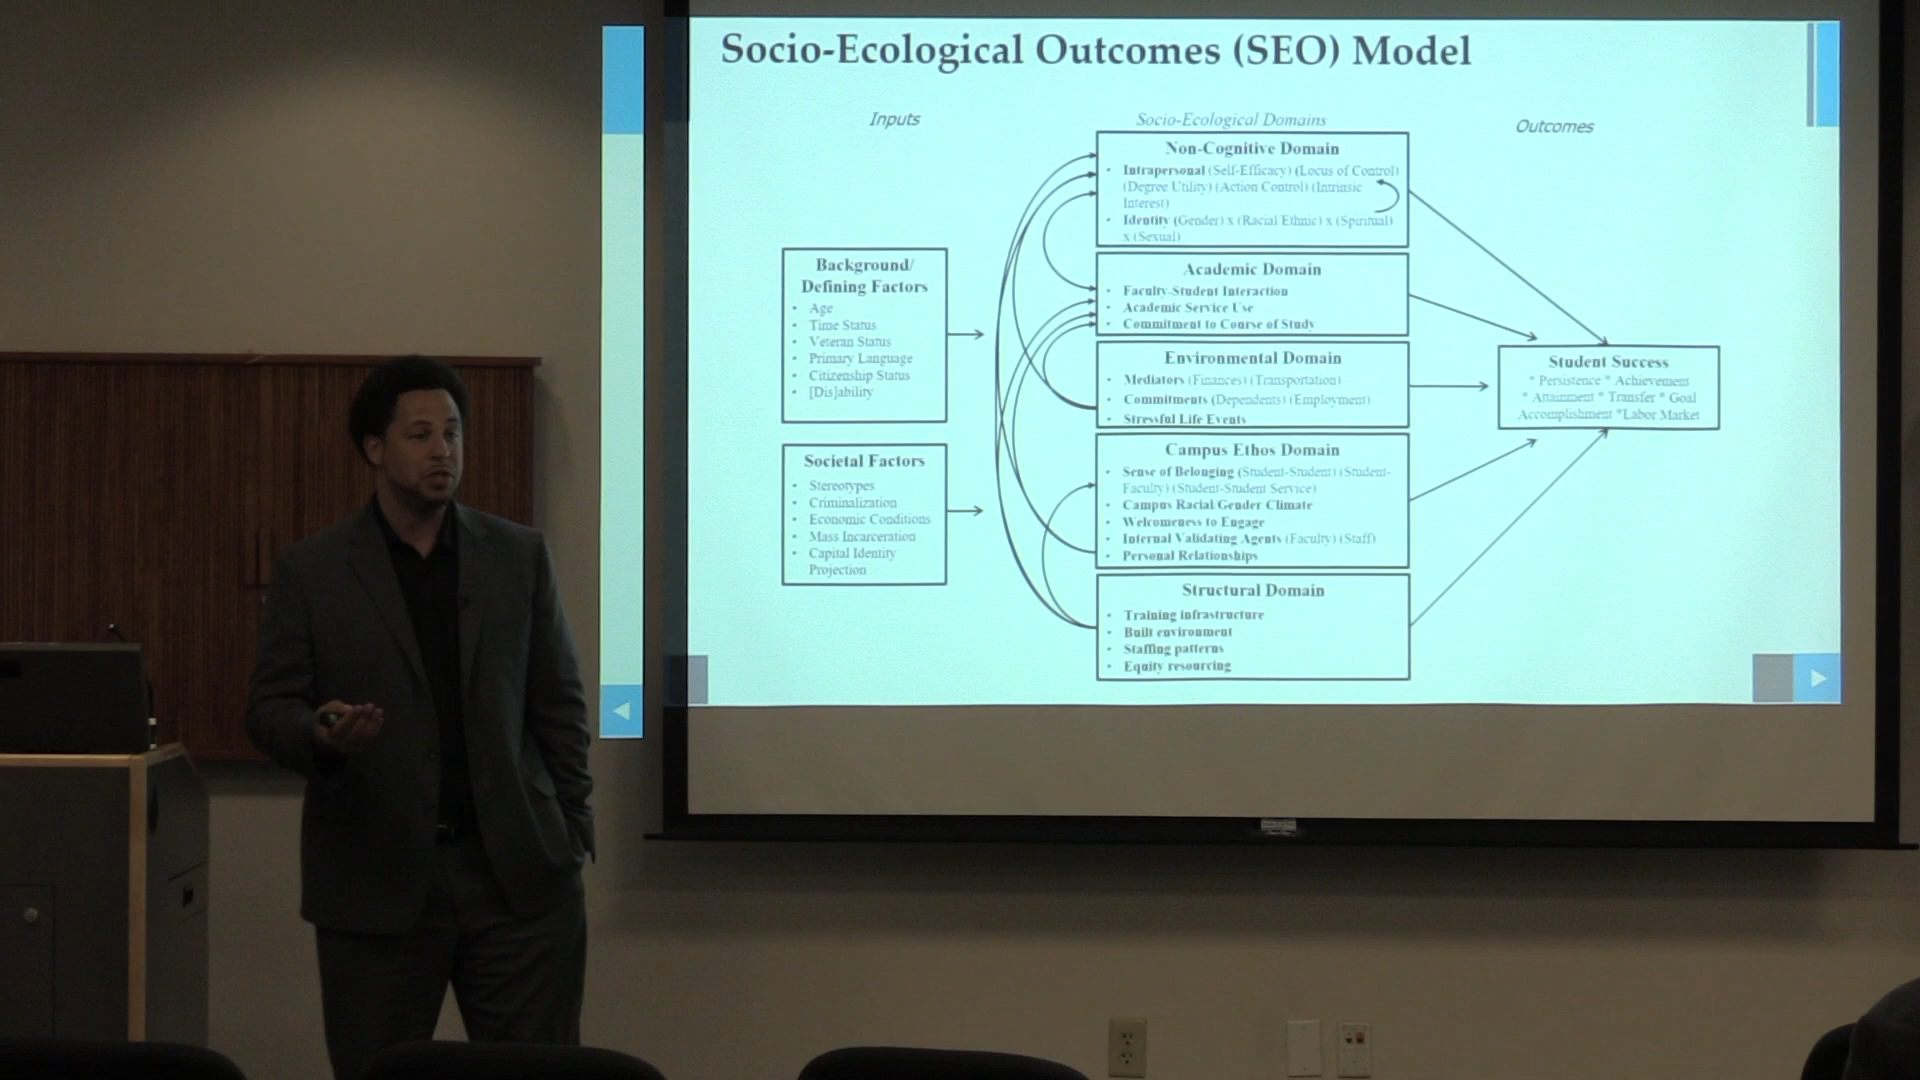 Socio-Ecological Outcomes (SEO) Model
Inputs
Socio-Ecological Domains
Outcomes
Background/
Defining Factors
• Age
• Time Status
• Veteran Status
• Primary Language
• Citizenship Status
• [Dis]ability
Societal Factors
• Stereotypes
• Criminalization
• Economic Conditions
• Mass Incarceration
• Capital Identity
Projection
Non-Cognitive Domain
• Intrapersonal (Self-Efficacy) (Locus of Control)
(Degree Utility) (Action Control) (Intrinsic
Interest)
• Identity (Gender) x (Racial Ethnic) x (Spiritual)
x (Sexual)
Academic Domain
• Faculty-Student Interaction
• Academic Service Use
• Commitment to Course of Study
Environmental Domain
• Mediators (Finances) (Transportation)
• Commitments (Dependents) (Employment)
• Stressful Life Events
Campus Ethos Domain
• Sense of Belonging (Student-Student) (Student-
Faculty) (Student-Student Service)
• Campus Racial/Gender Climate
• Welcomeness to Engage
• Internal Validating Agents (Faculty) (Staff)
• Personal Relationships
Structural Domain
• Training infrastructure
• Built environment
• Staffing patterns
• Equity resourcing
Student Success
* Persistence * Achievement
* Attainment * Transfer * Goal
Accomplishment *Labor Market